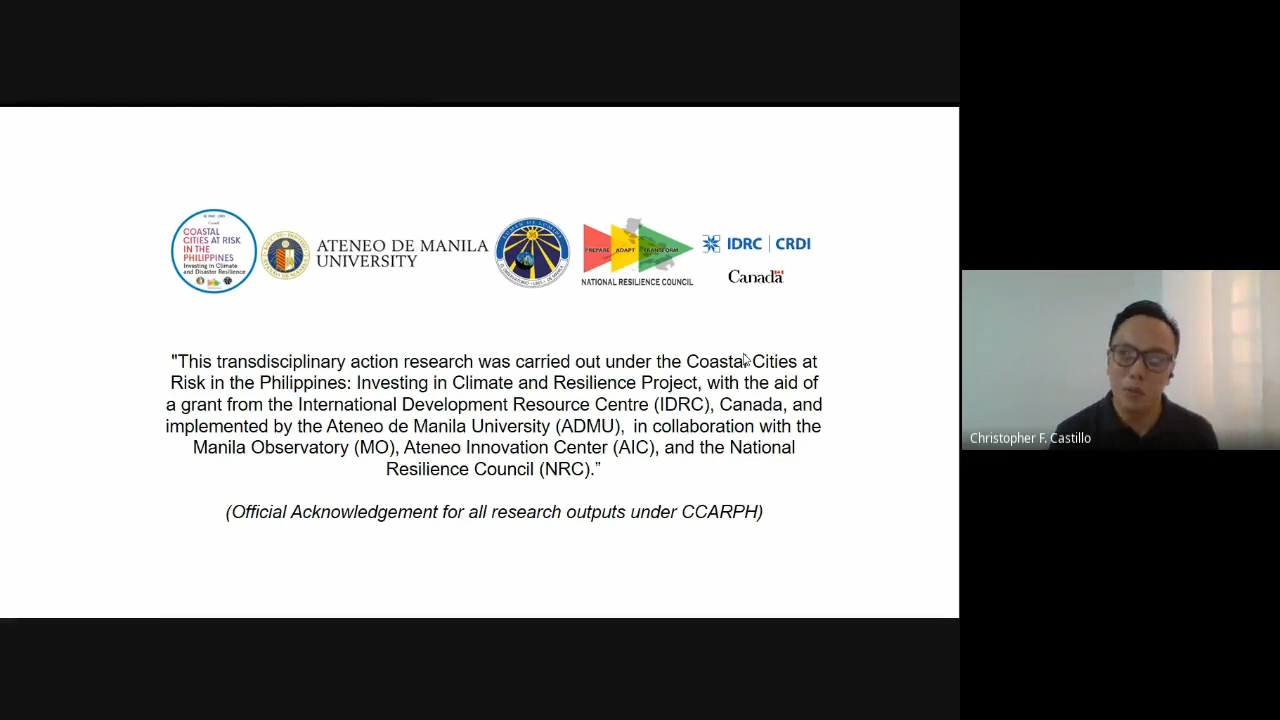 COASTAL
CITIES AT RISK
IN THE
PHILIPPINES
Investing in Climate
and Disaster Resilience
ATENEO DE MANILA
UNIVERSITY
PREPARE ADAPT TRANSFORM
NATIONAL RESILIENCE COUNCIL
IDRC | CRDI
Canada
"This transdisciplinary action research was carried out under the Coastal Cities at
Risk in the Philippines: Investing in Climate and Resilience Project, with the aid of
a grant from the International Development Resource Centre (IDRC), Canada, and
implemented by the Ateneo de Manila University (ADMU), in collaboration with the
Manila Observatory (MO), Ateneo Innovation Center (AIC), and the National
Resilience Council (NRC).”
(Official Acknowledgement for all research outputs under CCARPH)
Christopher F. Castillo